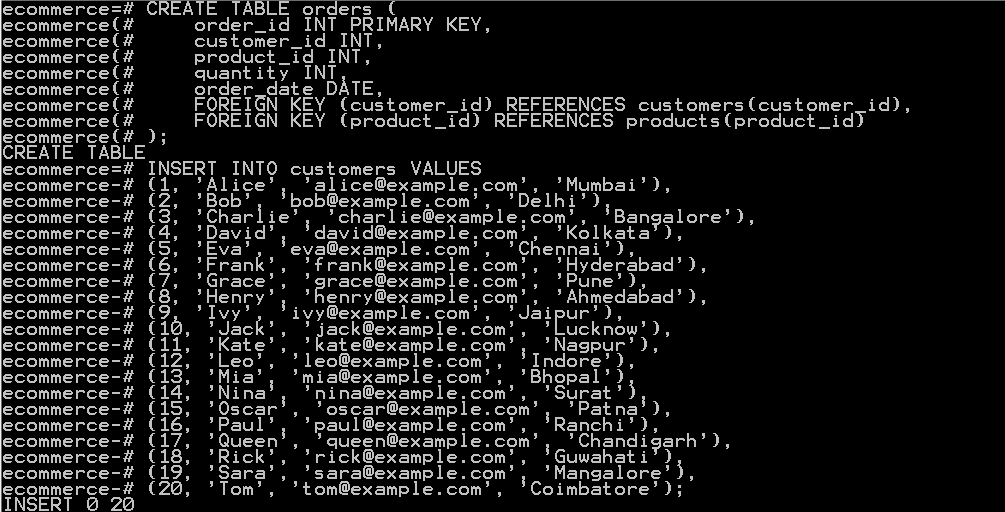 ecommerce=# CREATE TABLE orders (
ecommerce(#     order_id INT PRIMARY KEY,
ecommerce(#     customer_id INT,
ecommerce(#     product_id INT,
ecommerce(#     quantity INT,
ecommerce(#     order_date DATE,
ecommerce(#     FOREIGN KEY (customer_id) REFERENCES customers(customer_id),
ecommerce(#     FOREIGN KEY (product_id) REFERENCES products(product_id)
ecommerce(# );
CREATE TABLE
ecommerce=# INSERT INTO customers VALUES
ecommerce-# (1, 'Alice', 'alice@example.com', 'Mumbai'),
ecommerce-# (2, 'Bob', 'bob@example.com', 'Delhi'),
ecommerce-# (3, 'Charlie', 'charlie@example.com', 'Bangalore'),
ecommerce-# (4, 'David', 'david@example.com', 'Kolkata'),
ecommerce-# (5, 'Eva', 'eva@example.com', 'Chennai'),
ecommerce-# (6, 'Frank', 'frank@example.com', 'Hyderabad'),
ecommerce-# (7, 'Grace', 'grace@example.com', 'Pune'),
ecommerce-# (8, 'Henry', 'henry@example.com', 'Ahmedabad'),
ecommerce-# (9, 'Ivy', 'ivy@example.com', 'Jaipur'),
ecommerce-# (10, 'Jack', 'jack@example.com', 'Lucknow'),
ecommerce-# (11, 'Kate', 'kate@example.com', 'Nagpur'),
ecommerce-# (12, 'Leo', 'leo@example.com', 'Indore'),
ecommerce-# (13, 'Mia', 'mia@example.com', 'Bhopal'),
ecommerce-# (14, 'Nina', 'nina@example.com', 'Surat'),
ecommerce-# (15, 'Oscar', 'oscar@example.com', 'Patna'),
ecommerce-# (16, 'Paul', 'paul@example.com', 'Ranchi'),
ecommerce-# (17, 'Queen', 'queen@example.com', 'Chandigarh'),
ecommerce-# (18, 'Rick', 'rick@example.com', 'Guwahati'),
ecommerce-# (19, 'Sara', 'sara@example.com', 'Mangalore'),
ecommerce-# (20, 'Tom', 'tom@example.com', 'Coimbatore');
INSERT 0 20